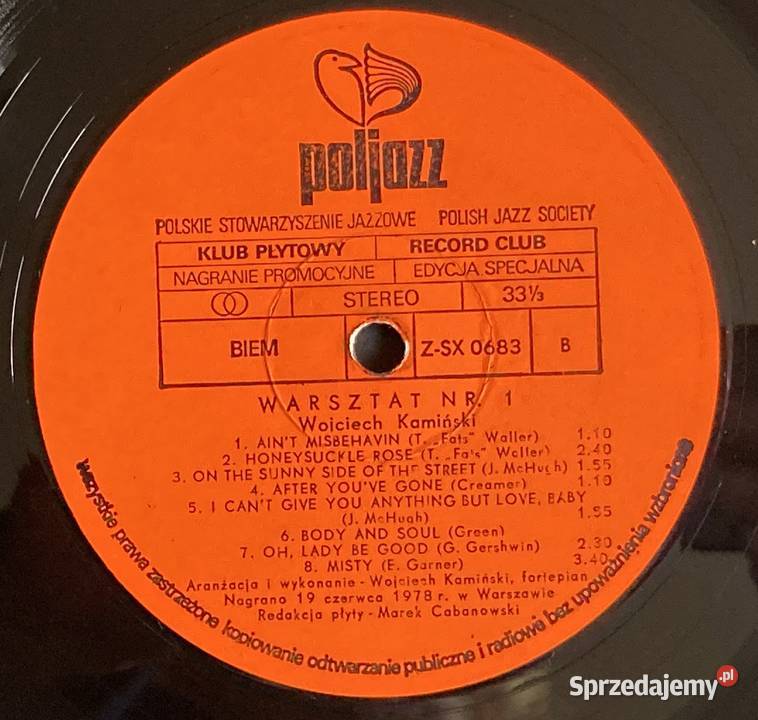 poljazz
POLSKIE STOWARZYSZENIE JAZZOWE POLISH JAZZ SOCIETY
KLUB PŁYTOWY RECORD CLUB
NAGRANIE PROMOCYJNE EDYCJA SPECJALNA
STEREO 33⅓
BIEM Z-SX 0683 B
WARSZTAT NR. 1
Wojciech Kamiński
1. AIN'T MISBEHAVIN (T. „Fats" Waller) 1.10
2. HONEYSUCKLE ROSE (T. „Fa's" Waller) 2.40
3. ON THE SUNNY SIDE OF THE STREET (J. McHugh) 1.55
4. AFTER YOU'VE GONE (Creamer) 1.10
5. I CAN'T GIVE YOU ANYTHING BUT LOVE, BABY
(J. McHugh) 1.55
6. BODY AND SOUL (Green)
7. OH, LADY BE GOOD (G. Gershwin) 2.30
8. MISTY (E. Garner) 3.40
Aranżacja i wykonanie - Wojciech Kamiński, fortepian
Nagrano 19 czerwca 1978 r. w Warszawie
Redakcja płyty - Marek Cabanowski
Wszystkie prawa zastrzeżone kopiowanie odtwarzanie publiczne i radiowe bez upoważnienia wzbronione
Sprzedajemy.pl